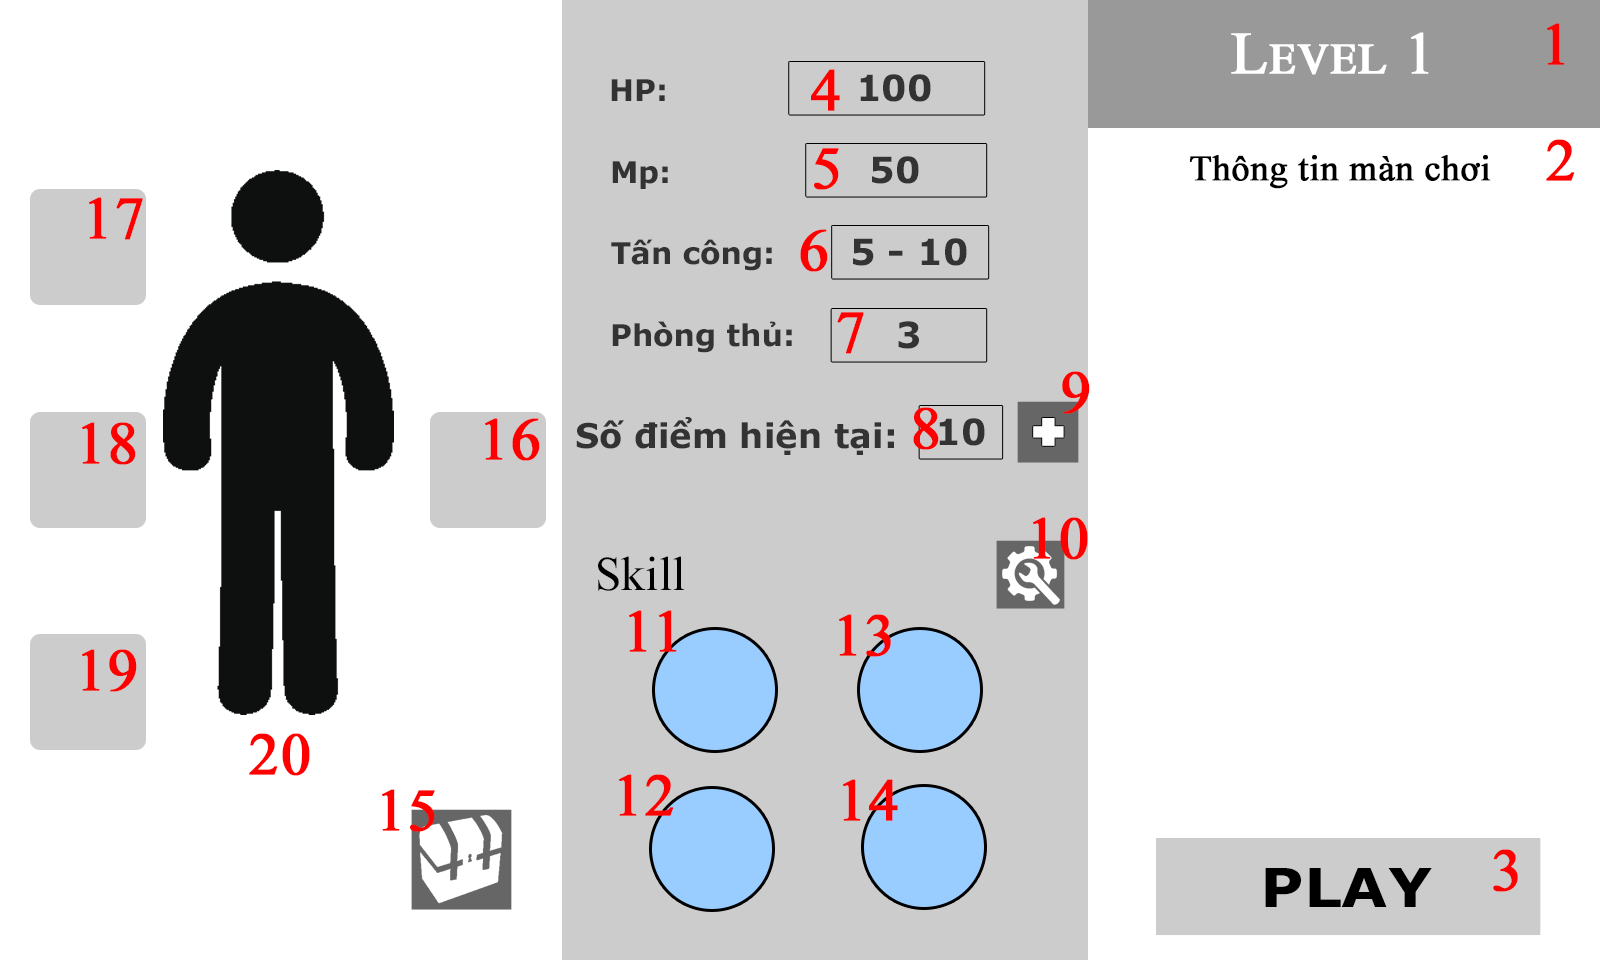 17
18
16
19
20
15
HP: 4 100
Mp: 5 50
Tấn công: 6 5 - 10
Phòng thủ: 7 3
9
Số điểm hiện tại: 8 10
10
Skill
11 13
12 14
LEVEL 1 1
Thông tin màn chơi 2
PLAY 3